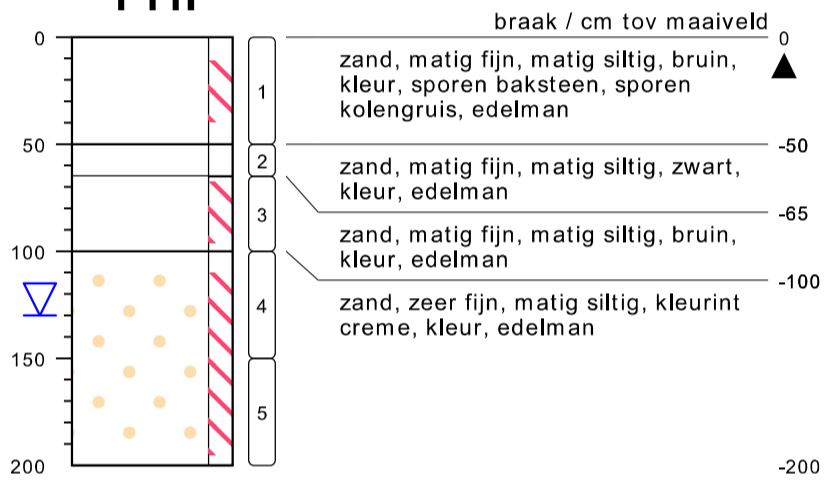 braak / cm tov maaiveld
0
0
zand, matig fijn, matig siltig, bruin,
kleur, sporen baksteen, sporen
kolengruis, edelman
1
50
-50
2
zand, matig fijn, matig siltig, zwart,
kleur, edelman
-65
3
zand, matig fijn, matig siltig, bruin,
kleur, edelman
100
-100
4
zand, zeer fijn, matig siltig, kleurint
creme, kleur, edelman
150
5
200
-200